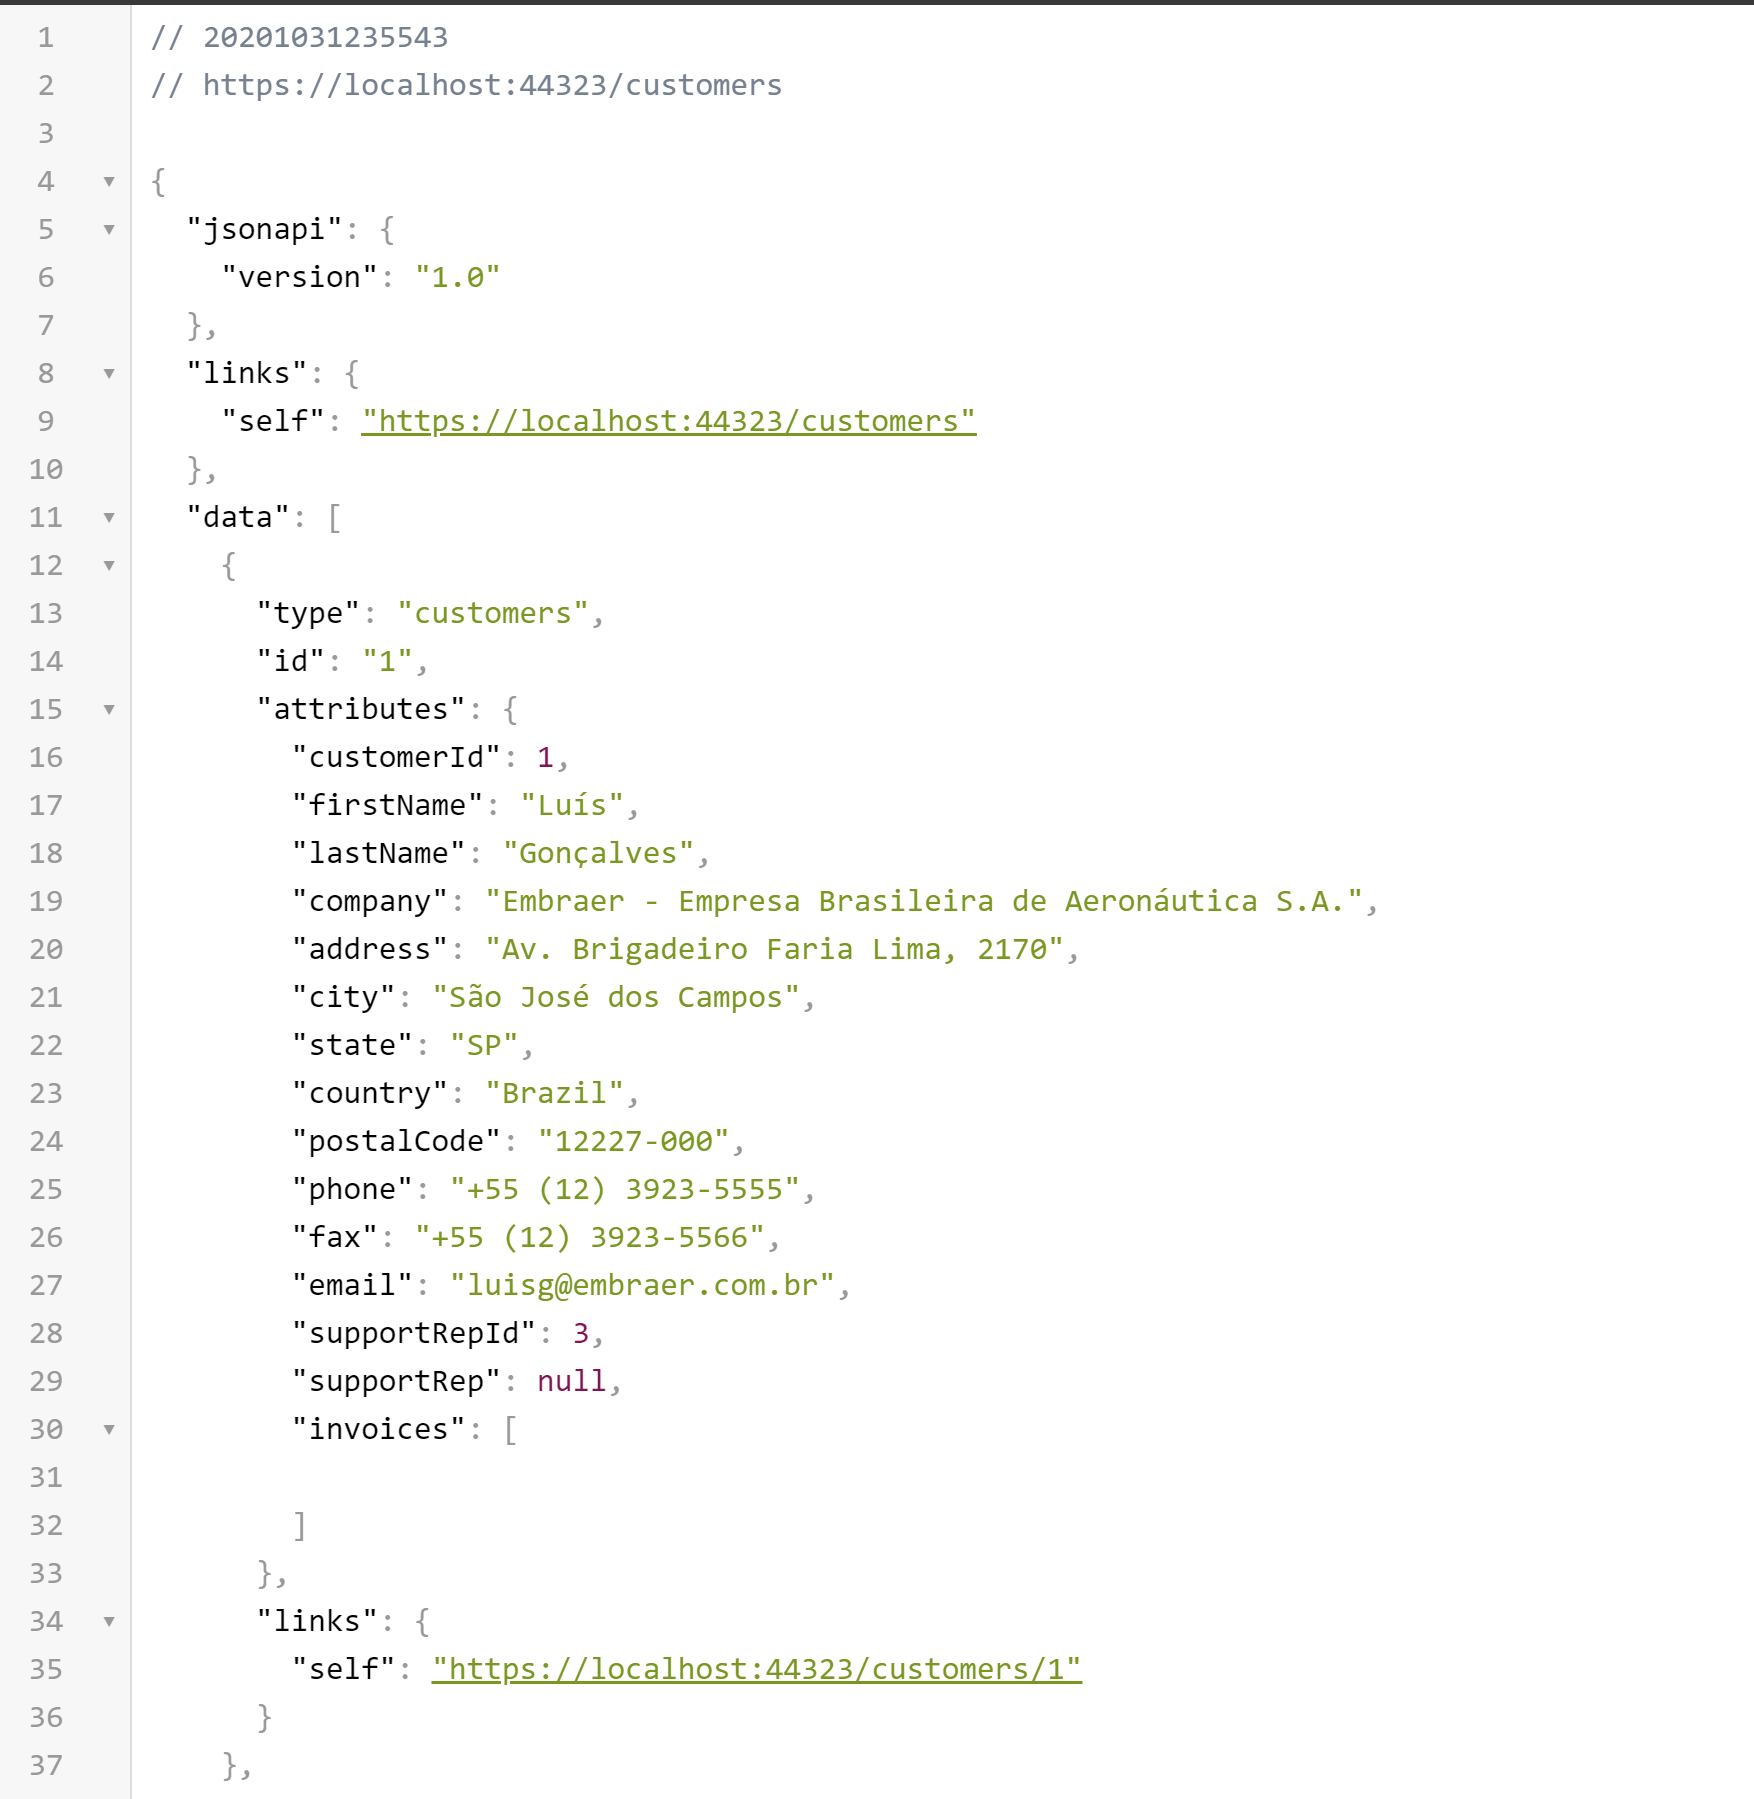 1 // 20201031235543
2 // https://localhost:44323/customers
3
4 ▼ {
5 ▼   "jsonapi": {
6       "version": "1.0"
7     },
8 ▼   "links": {
9       "self": "https://localhost:44323/customers"
10     },
11 ▼   "data": [
12 ▼     {
13         "type": "customers",
14         "id": "1",
15 ▼       "attributes": {
16           "customerId": 1,
17           "firstName": "Luís",
18           "lastName": "Gonçalves",
19           "company": "Embraer - Empresa Brasileira de Aeronáutica S.A.",
20           "address": "Av. Brigadeiro Faria Lima, 2170",
21           "city": "São José dos Campos",
22           "state": "SP",
23           "country": "Brazil",
24           "postalCode": "12227-000",
25           "phone": "+55 (12) 3923-5555",
26           "fax": "+55 (12) 3923-5566",
27           "email": "luisg@embraer.com.br",
28           "supportRepId": 3,
29           "supportRep": null,
30 ▼         "invoices": [
31
32           ]
33         },
34 ▼       "links": {
35           "self": "https://localhost:44323/customers/1"
36         }
37       },